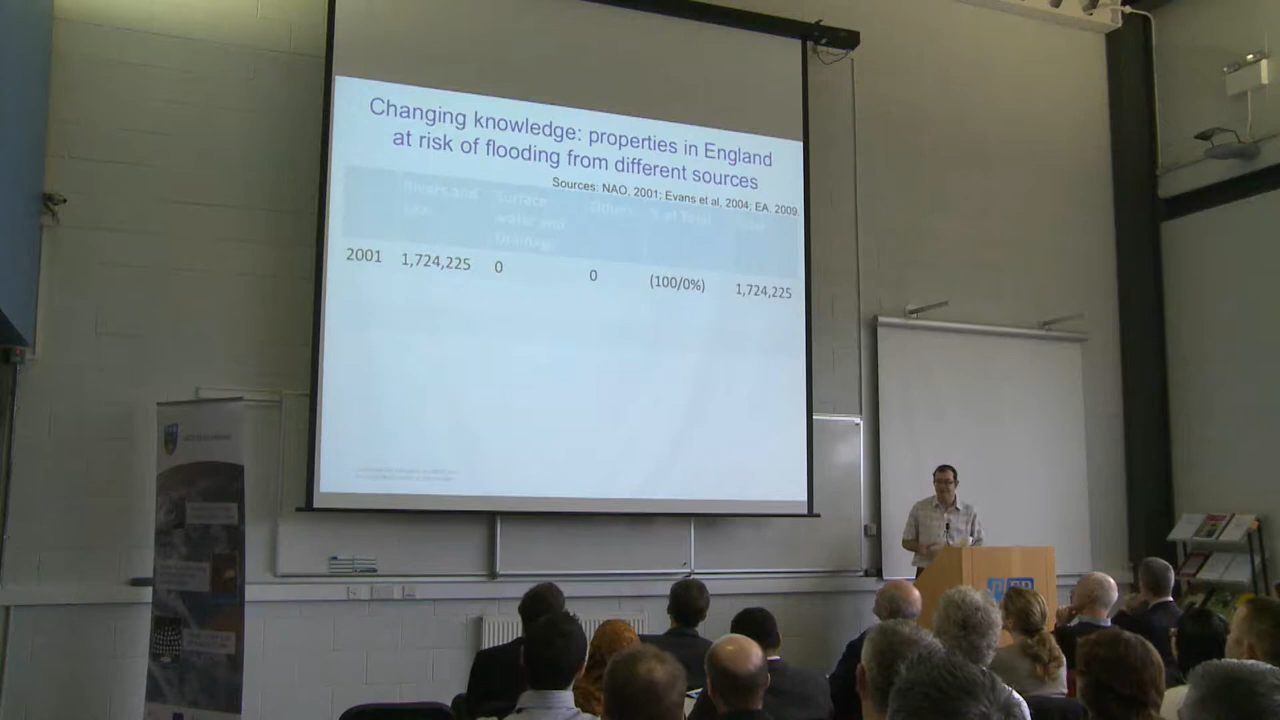 Changing knowledge: properties in England
at risk of flooding from different sources
Sources: NAO, 2001; Evans et al, 2004; EA, 2009.
Rivers and Surface Others % of Total
Sea water and
Drainage
2001 1,724,225 0 0 (100/0%) 1,724,225